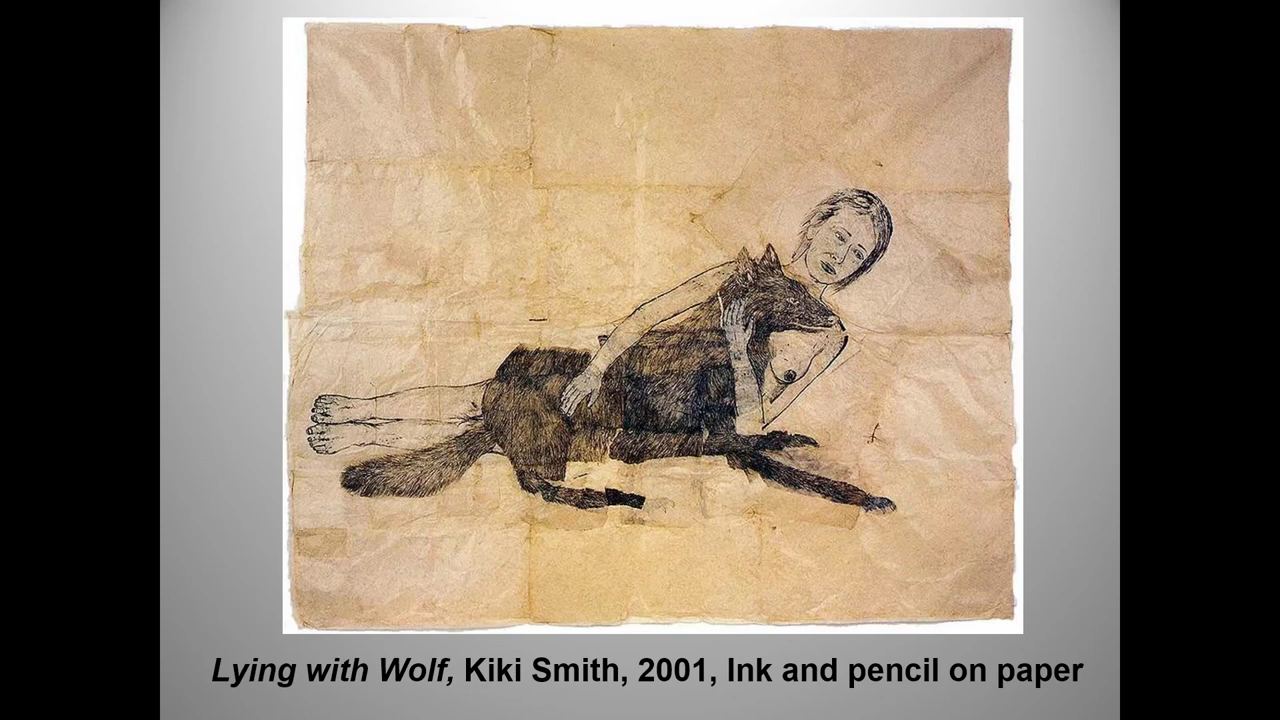 Lying with Wolf, Kiki Smith, 2001, Ink and pencil on paper